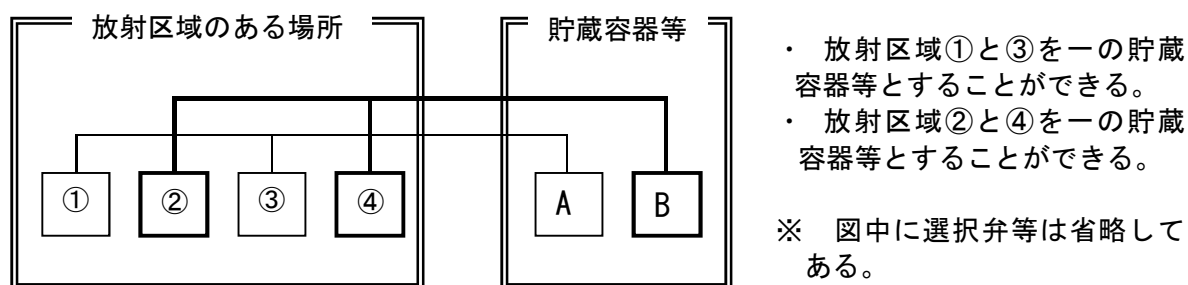 放射区域のある場所
貯蔵容器等
① ② ③ ④
A B
・ 放射区域①と③を一の貯蔵
容器等とすることができる。
・ 放射区域②と④を一の貯蔵
容器等とすることができる。
※ 図中に選択弁等は省略して
ある。